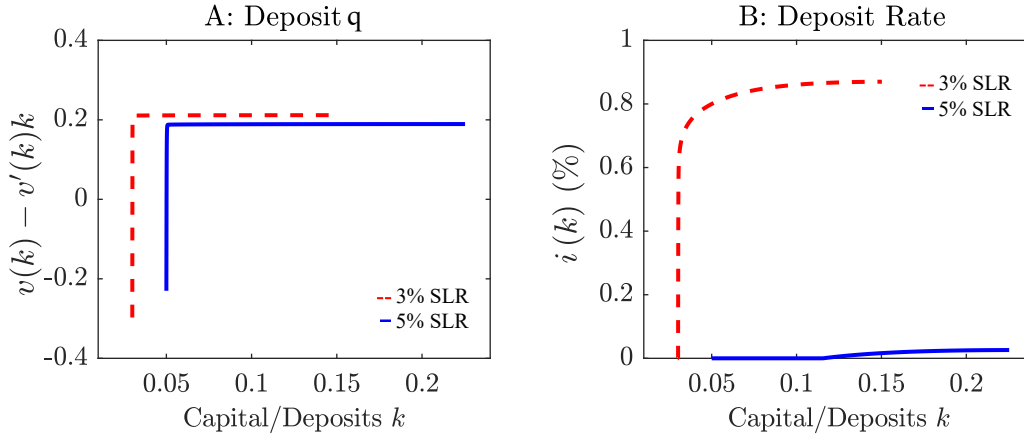 A: Deposit q
0.4
0.2
0
-0.2
-0.4
v(k) − v′(k)k
3% SLR
5% SLR
0.05
0.1
0.15
0.2
Capital/Deposits k
B: Deposit Rate
1
0.8
0.6
0.4
0.2
0
i(k) (%)
3% SLR
5% SLR
0.05
0.1
0.15
0.2
Capital/Deposits k